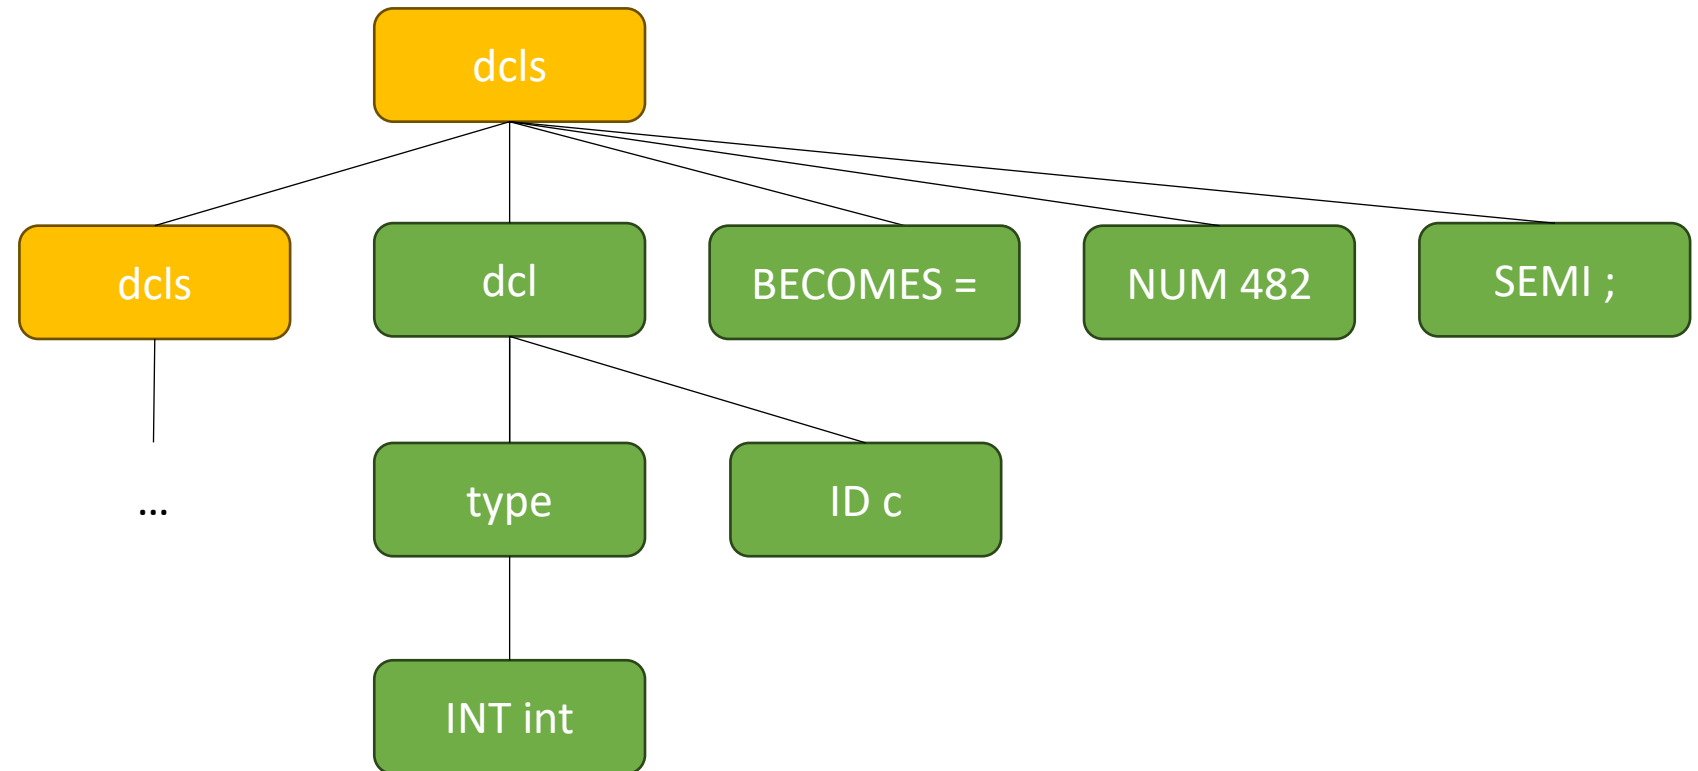 dcls
dcls
dcl
BECOMES =
NUM 482
SEMI ;
...
type
ID c
INT int